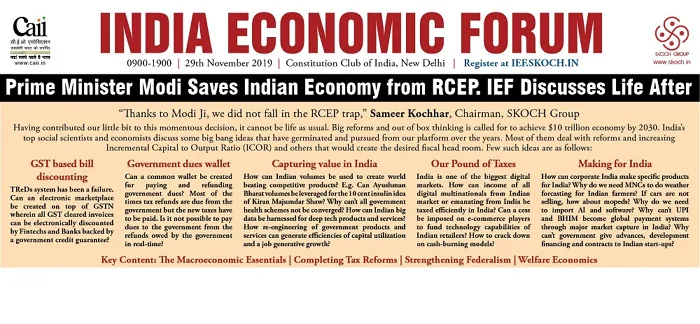 Caii
सी ई ओ एसोसिएशन
www.caii.in
INDIA ECONOMIC FORUM
0900-1900 | 29th November 2019 | Constitution Club of India, New Delhi | Register at IEF.SKOCH.IN
SKOCH GROUP
www.skoch.in
Prime Minister Modi Saves Indian Economy from RCEP. IEF Discusses Life After
“Thanks to Modi Ji, we did not fall in the RCEP trap,” Sameer Kochhar, Chairman, SKOCH Group
Having contributed our little bit to this momentous decision, it cannot be life as usual. Big reforms and out of box thinking is called for to achieve $10 trillion economy by 2030. India's
top social scientists and economists discuss some big bang ideas that have germinated and pursued from our platform over the years. Most of them deal with reforms and increasing
Incremental Capital to Output Ratio (ICOR) and others that would create the desired fiscal head room. Few such ideas are as follows:
GST based bill
discounting
TReDs system has been a failure.
Can an electronic marketplace
be created on top of GSTN
wherein all GST cleared invoices
can be electronically discounted
by Fintechs and Banks backed by
a government credit guarantee?
Government dues wallet
Can a common wallet be created
for paying and refunding
government dues? Most of the
times tax refunds are due from the
government but the new taxes have
to be paid. Is it not possible to pay
dues to the government from the
refunds owed by the government
in real-time?
Capturing value in India
How can Indian volumes be used to create world
beating competitive products? E.g. Can Ayushman
Bharat volumes be leveraged for the 10 cent insulin idea
of Kiran Majumdar Shaw? Why can't all government
health schemes not be converged? How can Indian big
data be harnessed for deep tech products and services?
How re-engineering of government products and
services can generate efficiencies of capital utilization
and a job generative growth?
Our Pound of Taxes
India is one of the biggest digital
markets. How can income of all
digital multinationals from Indian
market or emanating from India be
taxed efficiently in India? Can a cess
be imposed on e-commerce players
to fund technology capabilities of
Indian retailers? How to crack down
on cash-burning models?
Making for India
How can corporate India make specific products
for India? Why do we need MNCs to do weather
forecasting for Indian farmers? If cars are not
selling, how about mopeds? Why do we need
to import AI and software? Why can't UPI
and BHIM become global payment systems
through major market capture in India? Why
can't government give advances, development
financing and contracts to Indian start-ups?
Key Content: The Macroeconomic Essentials | Completing Tax Reforms | Strengthening Federalism | Welfare Economics